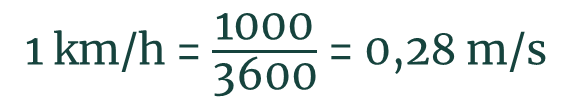 1 km/h = 1000/3600 = 0,28 m/s